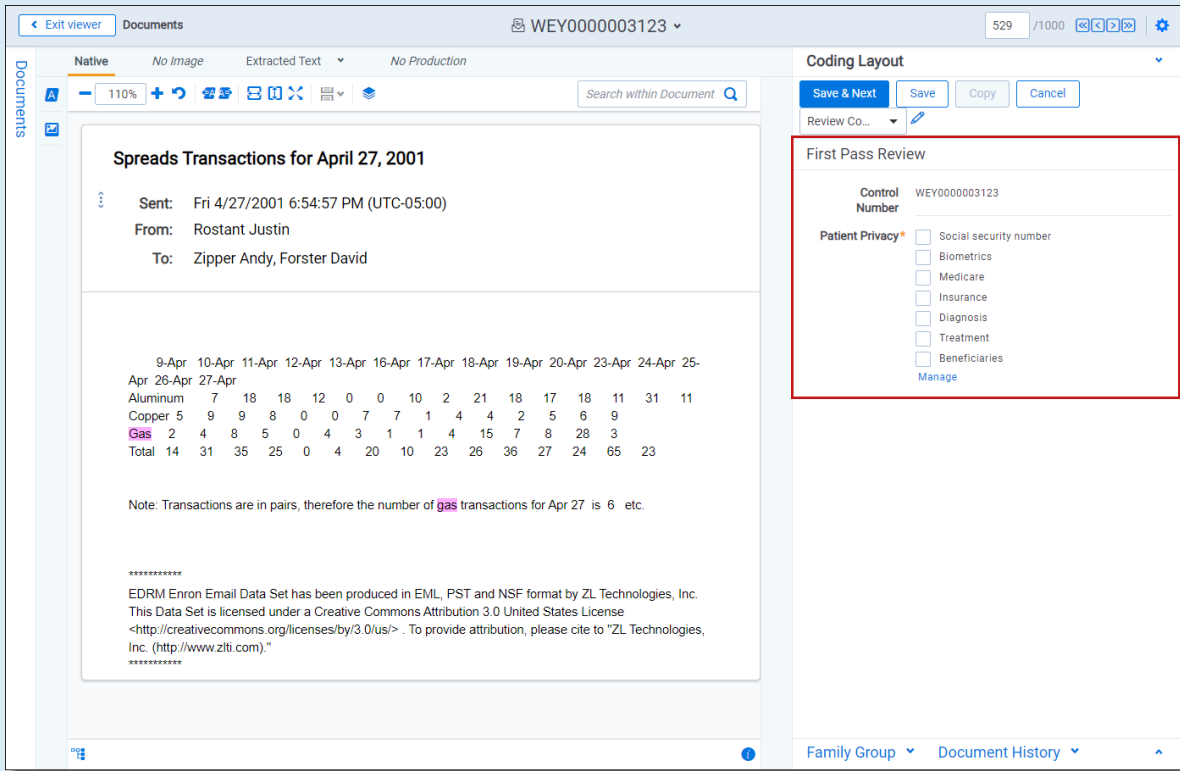 Exit viewer Documents WEY0000003123 529 /1000
Documents
Native No Image Extracted Text No Production
110% Search within Document
Spreads Transactions for April 27, 2001
Sent: Fri 4/27/2001 6:54:57 PM (UTC-05:00)
From: Rostant Justin
To: Zipper Andy, Forster David
9-Apr 10-Apr 11-Apr 12-Apr 13-Apr 16-Apr 17-Apr 18-Apr 19-Apr 20-Apr 23-Apr 24-Apr 25-
Apr 26-Apr 27-Apr
Aluminum 7 18 18 12 0 0 10 2 21 18 17 18 11 31 11
Copper 5 9 9 8 0 0 7 7 1 4 4 2 5 6 9
Gas 2 4 8 5 0 4 3 1 1 4 15 7 8 28 3
Total 14 31 35 25 0 4 20 10 23 26 36 27 24 65 23
Note: Transactions are in pairs, therefore the number of gas transactions for Apr 27 is 6 etc.
***********
EDRM Enron Email Data Set has been produced in EML, PST and NSF format by ZL Technologies, Inc.
This Data Set is licensed under a Creative Commons Attribution 3.0 United States License
<http://creativecommons.org/licenses/by/3.0/us/> . To provide attribution, please cite to "ZL Technologies,
Inc. (http://www.zlti.com)."
***********
Coding Layout
Save & Next Save Copy Cancel
Review Co...
First Pass Review
Control
Number WEY0000003123
Patient Privacy* Social security number
Biometrics
Medicare
Insurance
Diagnosis
Treatment
Beneficiaries
Manage
Family Group Document History